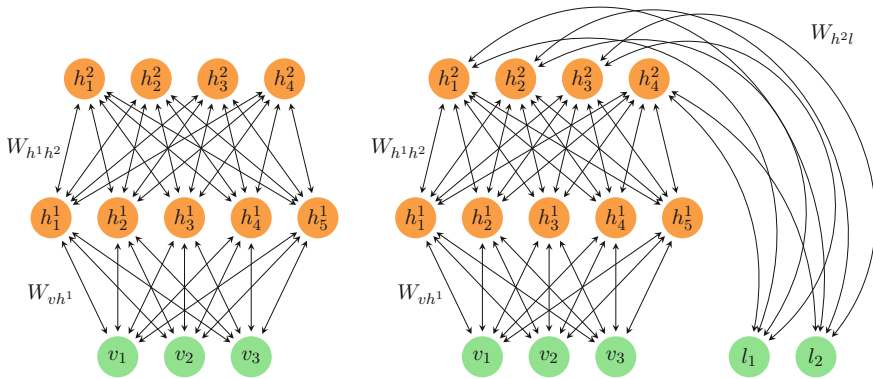 $W_{h^2l}$
$h_1^2$ $h_2^2$ $h_3^2$ $h_4^2$ $h_1^2$ $h_2^2$ $h_3^2$ $h_4^2$
$W_{h^1h^2}$ $W_{h^1h^2}$
$h_1^1$ $h_2^1$ $h_3^1$ $h_4^1$ $h_5^1$ $h_1^1$ $h_2^1$ $h_3^1$ $h_4^1$ $h_5^1$
$W_{vh^1}$ $W_{vh^1}$
$v_1$ $v_2$ $v_3$ $v_1$ $v_2$ $v_3$ $l_1$ $l_2$